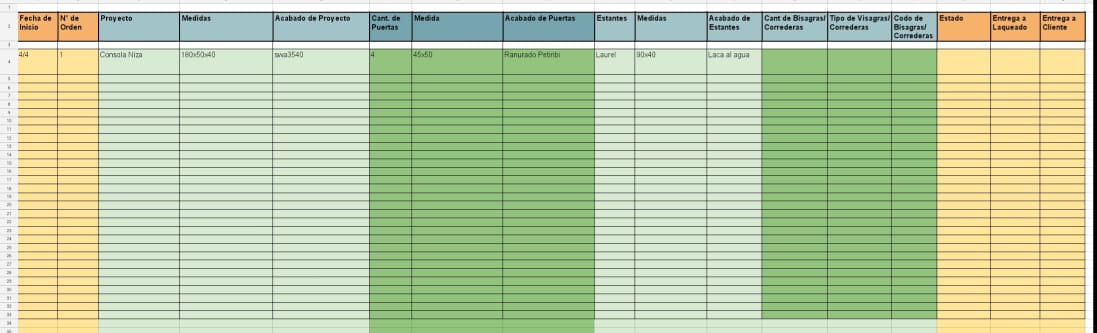 Fecha de Inicio
N° de Orden
Proyecto
Medidas
Acabado de Proyecto
Cant. de Puertas
Medida
Acabado de Puertas
Estantes
Medidas
Acabado de Estantes
Cant de Bisagras/ Correderas
Tipo de Visagras/ Correderas
Codo de Bisagras/ Correderas
Estado
Entrega a Laqueado
Entrega a Cliente
4/4
1
Consola Niza
180x50x40
swa3540
4
45x50
Ranurado Petiribi
Laurel
90x40
Laca al agua